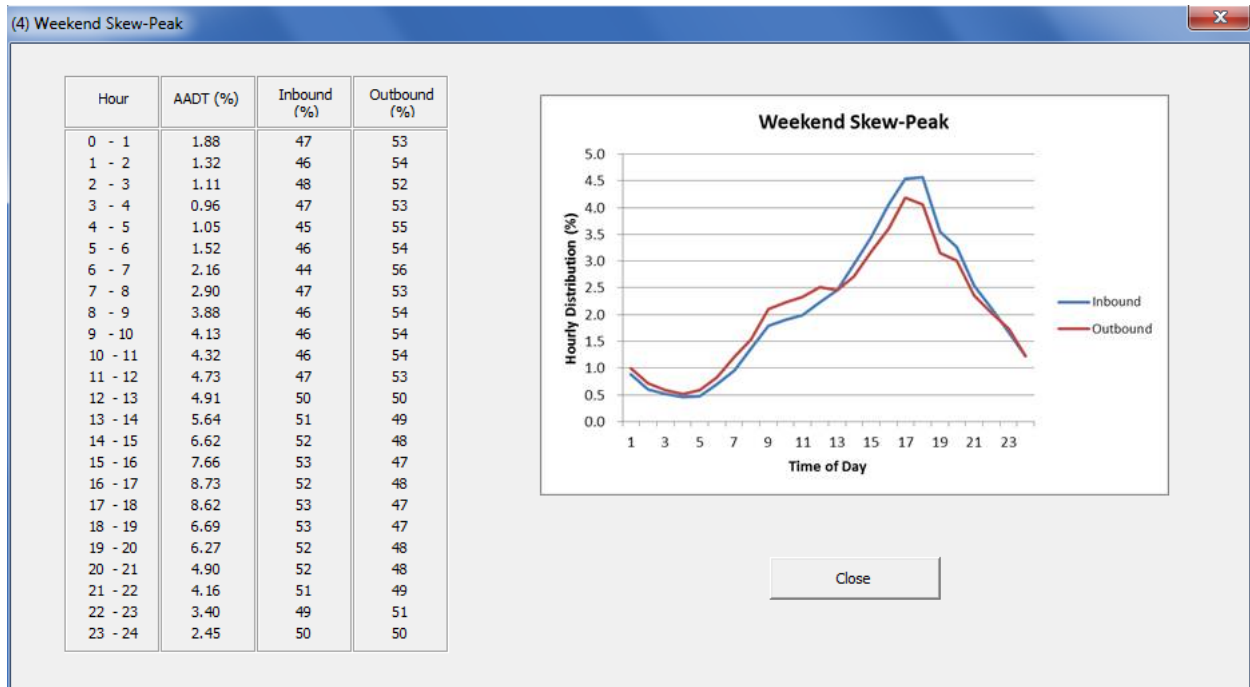 (4) Weekend Skew-Peak
x
Hour AADT (%) Inbound (%) Outbound (%)
0 - 1 1.88 47 53
1 - 2 1.32 46 54
2 - 3 1.11 48 52
3 - 4 0.96 47 53
4 - 5 1.05 45 55
5 - 6 1.52 46 54
6 - 7 2.16 44 56
7 - 8 2.90 47 53
8 - 9 3.88 46 54
9 - 10 4.13 46 54
10 - 11 4.32 46 54
11 - 12 4.73 47 53
12 - 13 4.91 50 50
13 - 14 5.64 51 49
14 - 15 6.62 52 48
15 - 16 7.66 53 47
16 - 17 8.73 52 48
17 - 18 8.62 53 47
18 - 19 6.69 53 47
19 - 20 6.27 52 48
20 - 21 4.90 52 48
21 - 22 4.16 51 49
22 - 23 3.40 49 51
23 - 24 2.45 50 50
Weekend Skew-Peak
Hourly Distribution (%)
5.0
4.5
4.0
3.5
3.0
2.5
2.0
1.5
1.0
0.5
0.0
1 3 5 7 9 11 13 15 17 19 21 23
Time of Day
Inbound
Outbound
Close